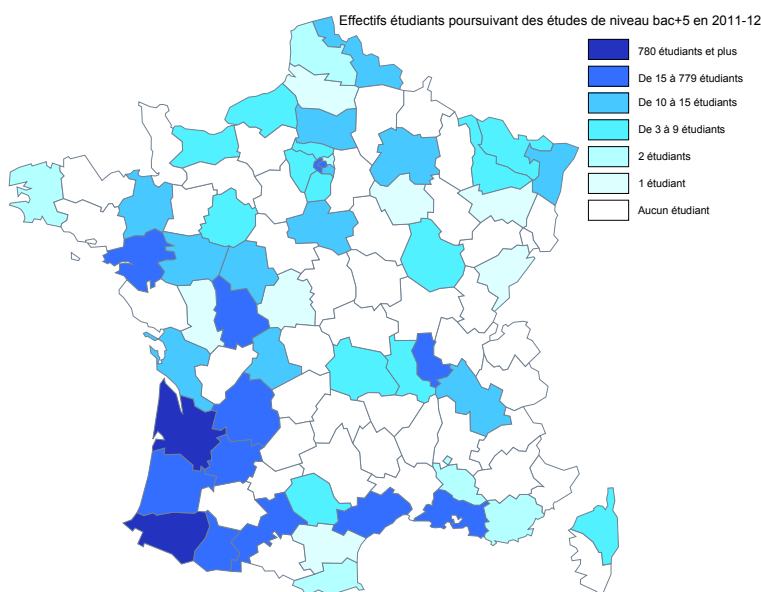 Effectifs étudiants poursuivant des études de niveau bac+5 en 2011-12
780 étudiants et plus
De 15 à 779 étudiants
De 10 à 15 étudiants
De 3 à 9 étudiants
2 étudiants
1 étudiant
Aucun étudiant